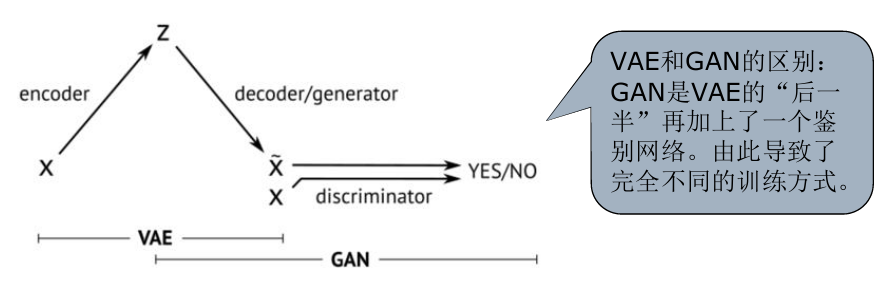 Z
encoder
decoder/generator
X
X̃
X
YES/NO
discriminator
VAE
GAN
VAE和GAN的区别：
GAN是VAE的“后一
半”再加上了一个鉴
别网络。由此导致了
完全不同的训练方式。